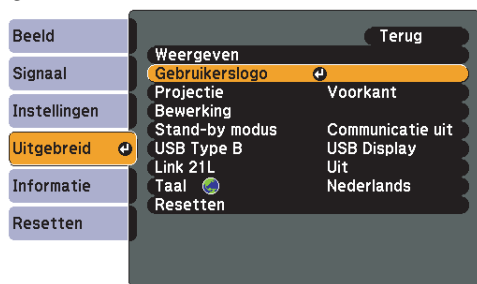 Beeld
Signaal
Instellingen
Uitgebreid
Informatie
Resetten
Terug
Weergeven
Gebruikerslogo
Projectie Voorkant
Bewerking
Stand-by modus Communicatie uit
USB Type B USB Display
Link 21L Uit
Taal Nederlands
Resetten